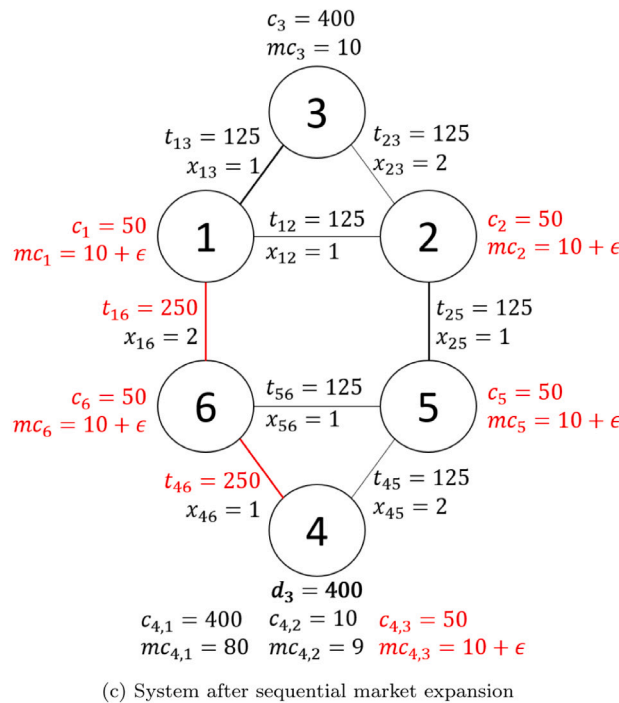 c₃ = 400
mc₃ = 10
3
t₁₃ = 125
x₁₃ = 1
t₂₃ = 125
x₂₃ = 2
c₁ = 50
mc₁ = 10 + ϵ
1
t₁₂ = 125
x₁₂ = 1
2
c₂ = 50
mc₂ = 10 + ϵ
t₁₆ = 250
x₁₆ = 2
t₂₅ = 125
x₂₅ = 1
c₆ = 50
mc₆ = 10 + ϵ
6
t₅₆ = 125
x₅₆ = 1
5
c₅ = 50
mc₅ = 10 + ϵ
t₄₆ = 250
x₄₆ = 1
t₄₅ = 125
x₄₅ = 2
4
d₃ = 400
c₄,₁ = 400 c₄,₂ = 10 c₄,₃ = 50
mc₄,₁ = 80 mc₄,₂ = 9 mc₄,₃ = 10 + ϵ
(c) System after sequential market expansion